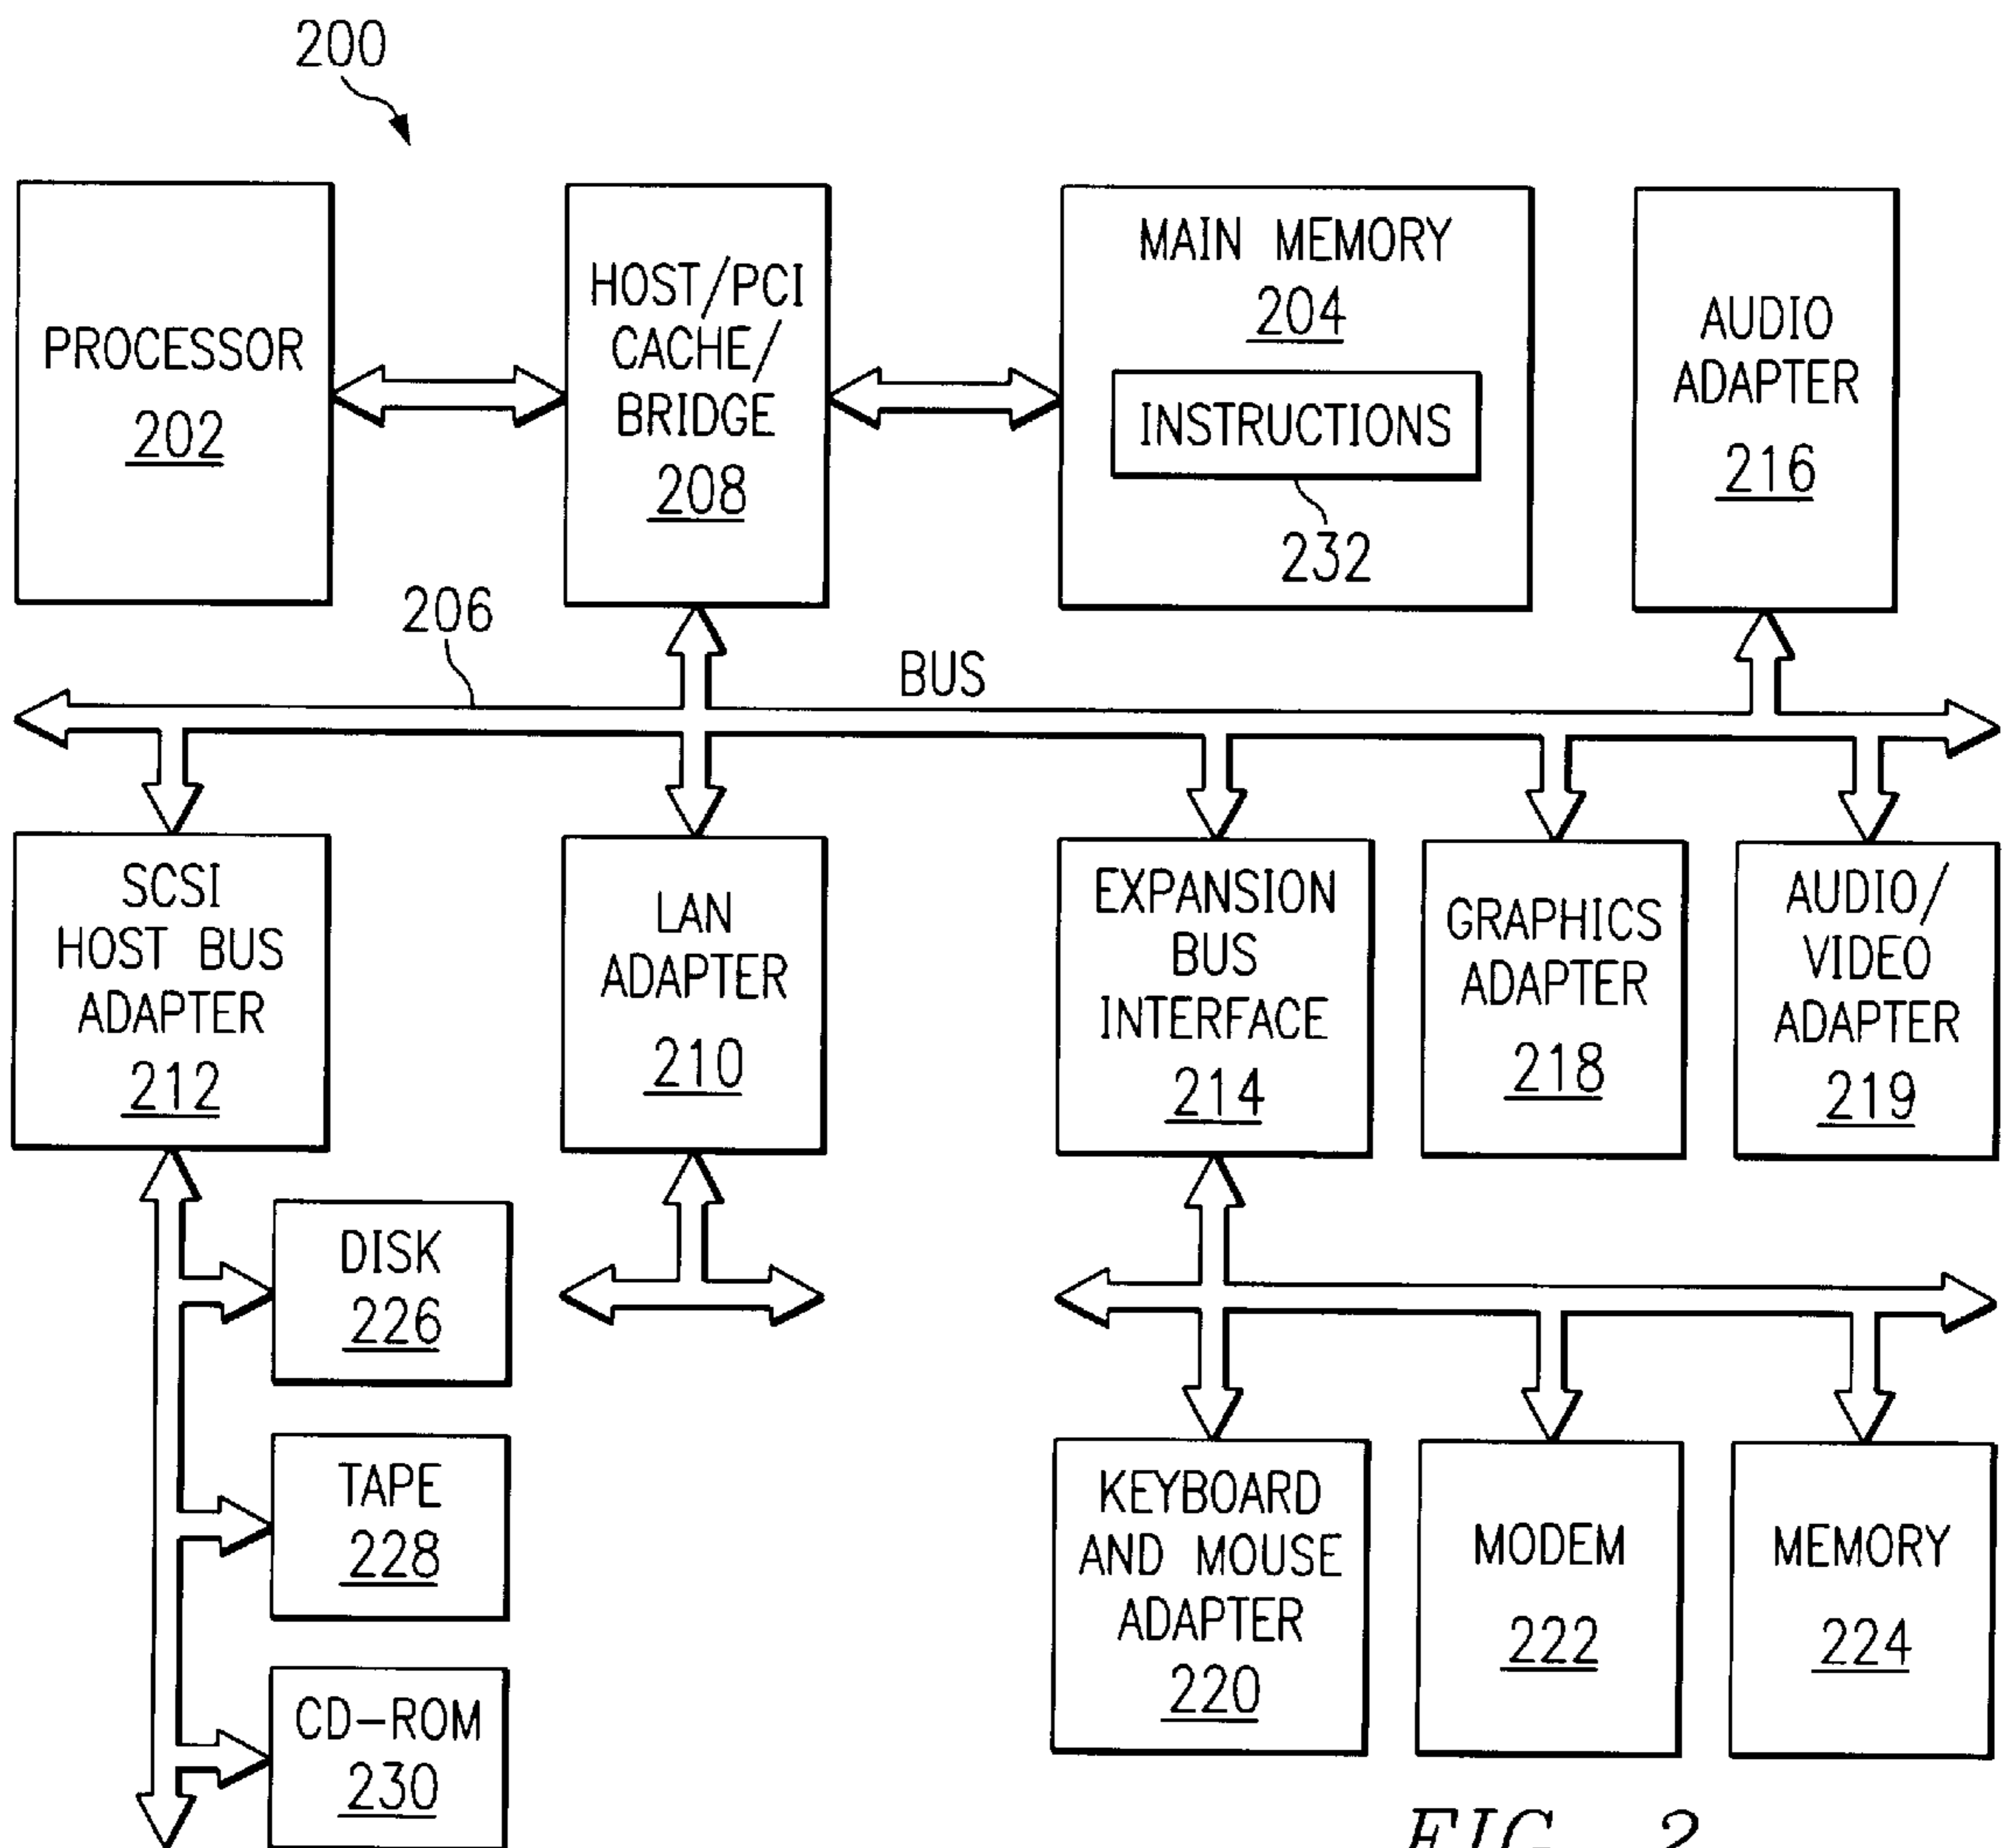 200
PROCESSOR
202
HOST/PCI
CACHE/
BRIDGE
208
MAIN MEMORY
204
INSTRUCTIONS
232
AUDIO
ADAPTER
216
206
BUS
SCSI
HOST BUS
ADAPTER
212
LAN
ADAPTER
210
EXPANSION
BUS
INTERFACE
214
GRAPHICS
ADAPTER
218
AUDIO/
VIDEO
ADAPTER
219
DISK
226
TAPE
228
CD-ROM
230
KEYBOARD
AND MOUSE
ADAPTER
220
MODEM
222
MEMORY
224
FIG. 2